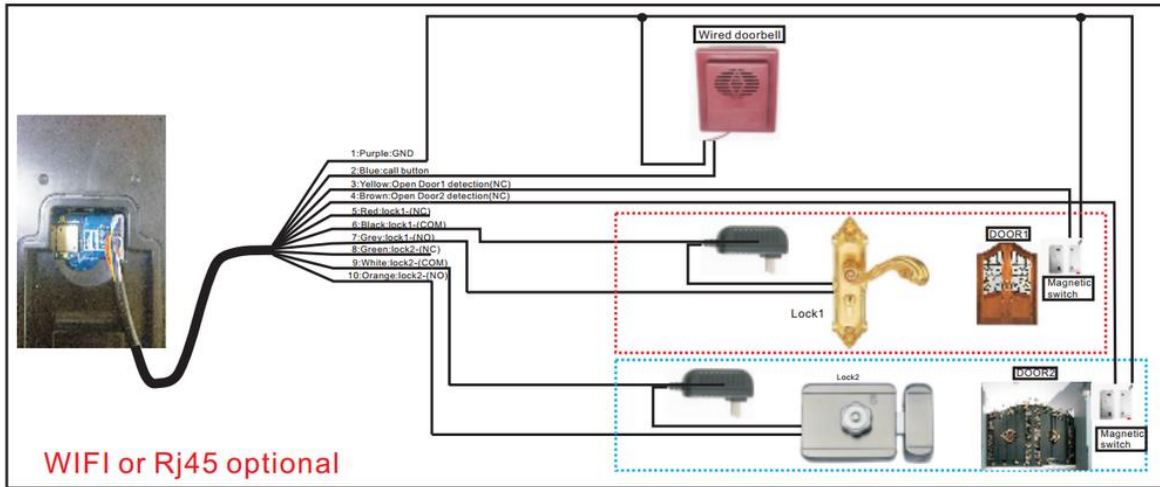 Wired doorbell
1:Purple:GND
2:Blue:call button
3:Yellow:Open Door1 detection(NC)
4:Brown:Open Door2 detection(NC)
5:Red:lock1-(NC)
6:Black:lock1-(COM)
7:Grey:lock1-(NO)
8:Green:lock2-(NC)
9:White:lock2-(COM)
10:Orange:lock2-(NO)
DOOR1
Magnetic
switch
Lock1
Lock2
DOOR2
Magnetic
switch
WIFI or Rj45 optional